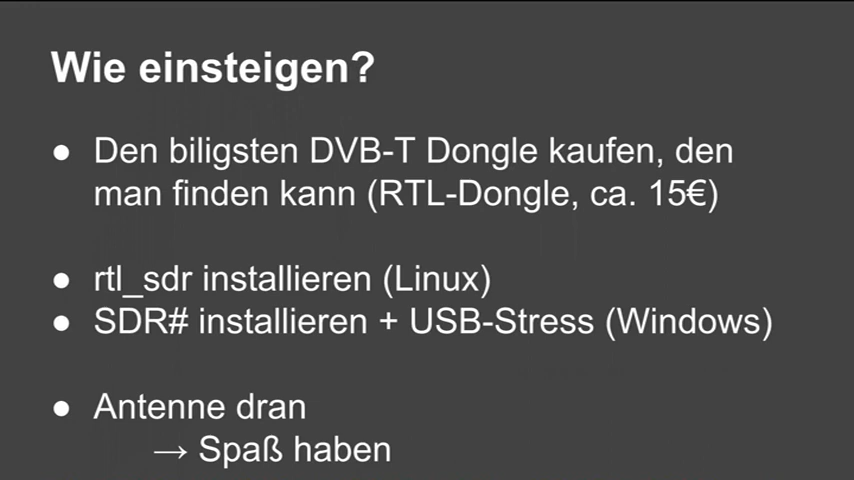 Wie einsteigen?
● Den biligsten DVB-T Dongle kaufen, den
man finden kann (RTL-Dongle, ca. 15€)
● rtl_sdr installieren (Linux)
● SDR# installieren + USB-Stress (Windows)
● Antenne dran
→ Spaß haben